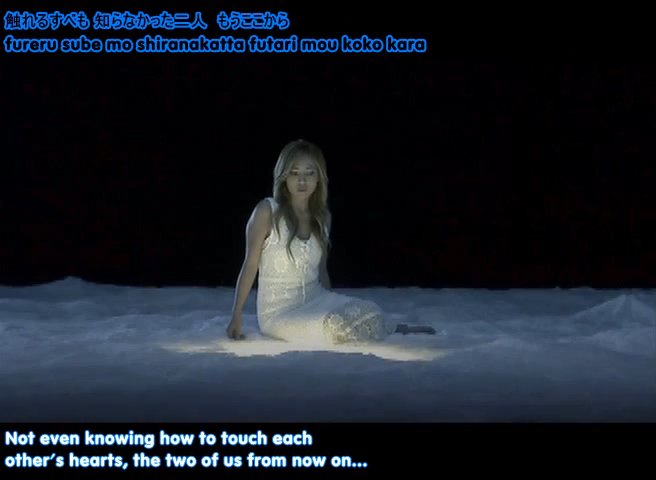 触れるすべも 知らなかった二人 もうここから
fureru sube mo shiranakatta futari mou koko kara
Not even knowing how to touch each
other's hearts, the two of us from now on...